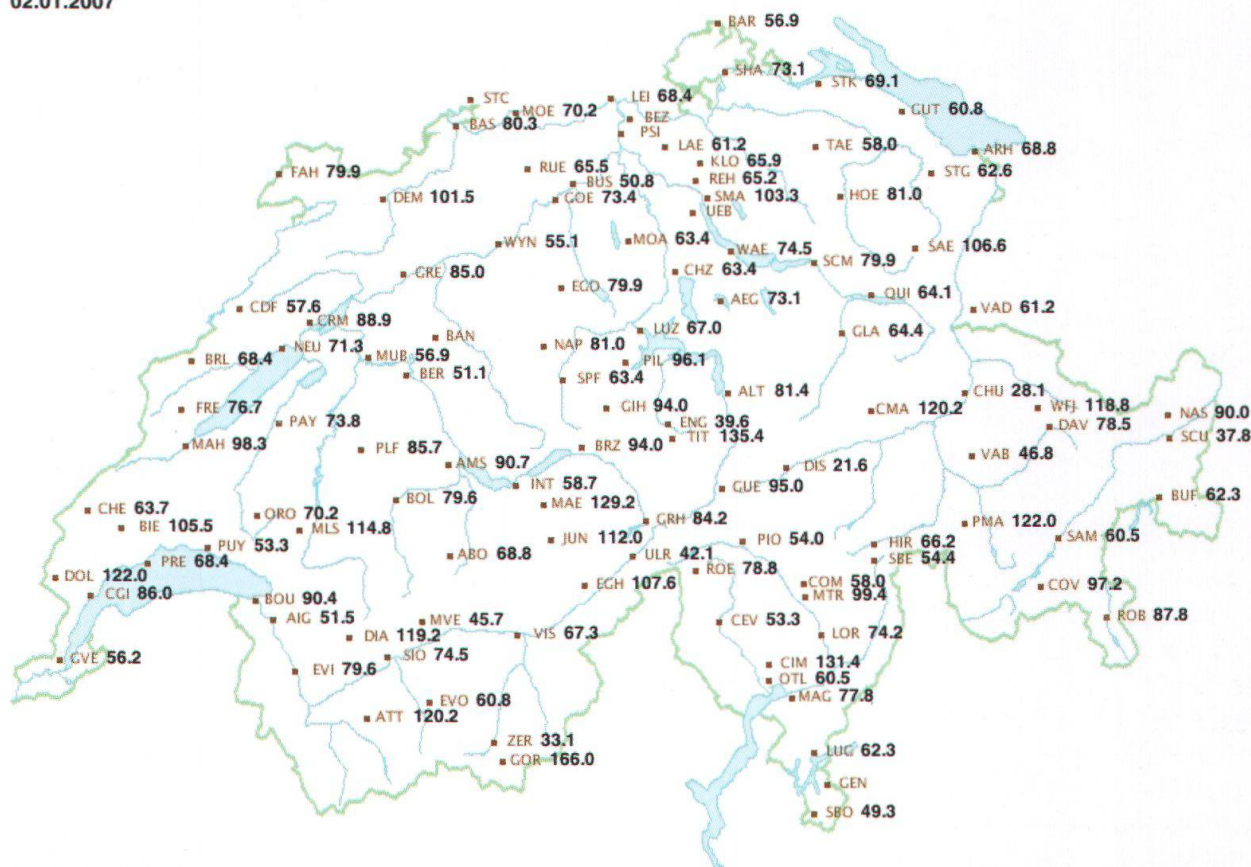 02.01.2007
BAR 56.9
SHA 73.1
STK 69.1
STC
MOE 70.2
LEI 68.4
BEZ
GUT 60.8
BAS 80.3
PSI
LAE 61.2
TAE 58.0
ARH 68.8
KLO 65.9
FAH 79.9
RUE 65.5
BUS 50.8
REH 65.2
STG 62.6
DEM 101.5
GOE 73.4
SMA 103.3
HOE 81.0
UEB
WYN 55.1
MOA 63.4
WAE 74.5
SAE 106.6
SCM 79.9
GRE 85.0
CHZ 63.4
EGO 79.9
AEG 73.1
QUI 64.1
CDF 57.6
VAD 61.2
CRM 88.9
BAN
LUZ 67.0
GLA 64.4
NEU 71.3
NAP 81.0
BRL 68.4
MUB 56.9
PIL 96.1
BER 51.1
SPF 63.4
ALT 81.4
CHU 28.1
FRE 76.7
GIH 94.0
CMA 120.2
WFJ 118.8
NAS 90.0
PAY 73.8
ENG 39.6
DAV 78.5
TIT 135.4
SCU 37.8
MAH 98.3
PLF 85.7
BRZ 94.0
VAB 46.8
AMS 90.7
DIS 21.6
INT 58.7
GUE 95.0
BOL 79.6
MAE 129.2
BUF 62.3
CHE 63.7
ORO 70.2
GRH 84.2
PMA 122.0
BIE 105.5
MLS 114.8
JUN 112.0
PIO 54.0
HIR 66.2
SAM 60.5
PUY 53.3
ABO 68.8
ULR 42.1
SBE 54.4
PRE 68.4
ROE 78.8
DOL 122.0
EGH 107.6
COM 58.0
COV 97.2
CGI 86.0
MTR 99.4
BOU 90.4
AIG 51.5
MVE 45.7
CEV 53.3
ROB 87.8
DIA 119.2
VIS 67.3
LOR 74.2
SIO 74.5
GVE 56.2
EVI 79.6
CIM 131.4
OTL 60.5
EVO 60.8
MAG 77.8
ATT 120.2
ZER 33.1
LUG 62.3
GOR 166.0
GEN
SBO 49.3